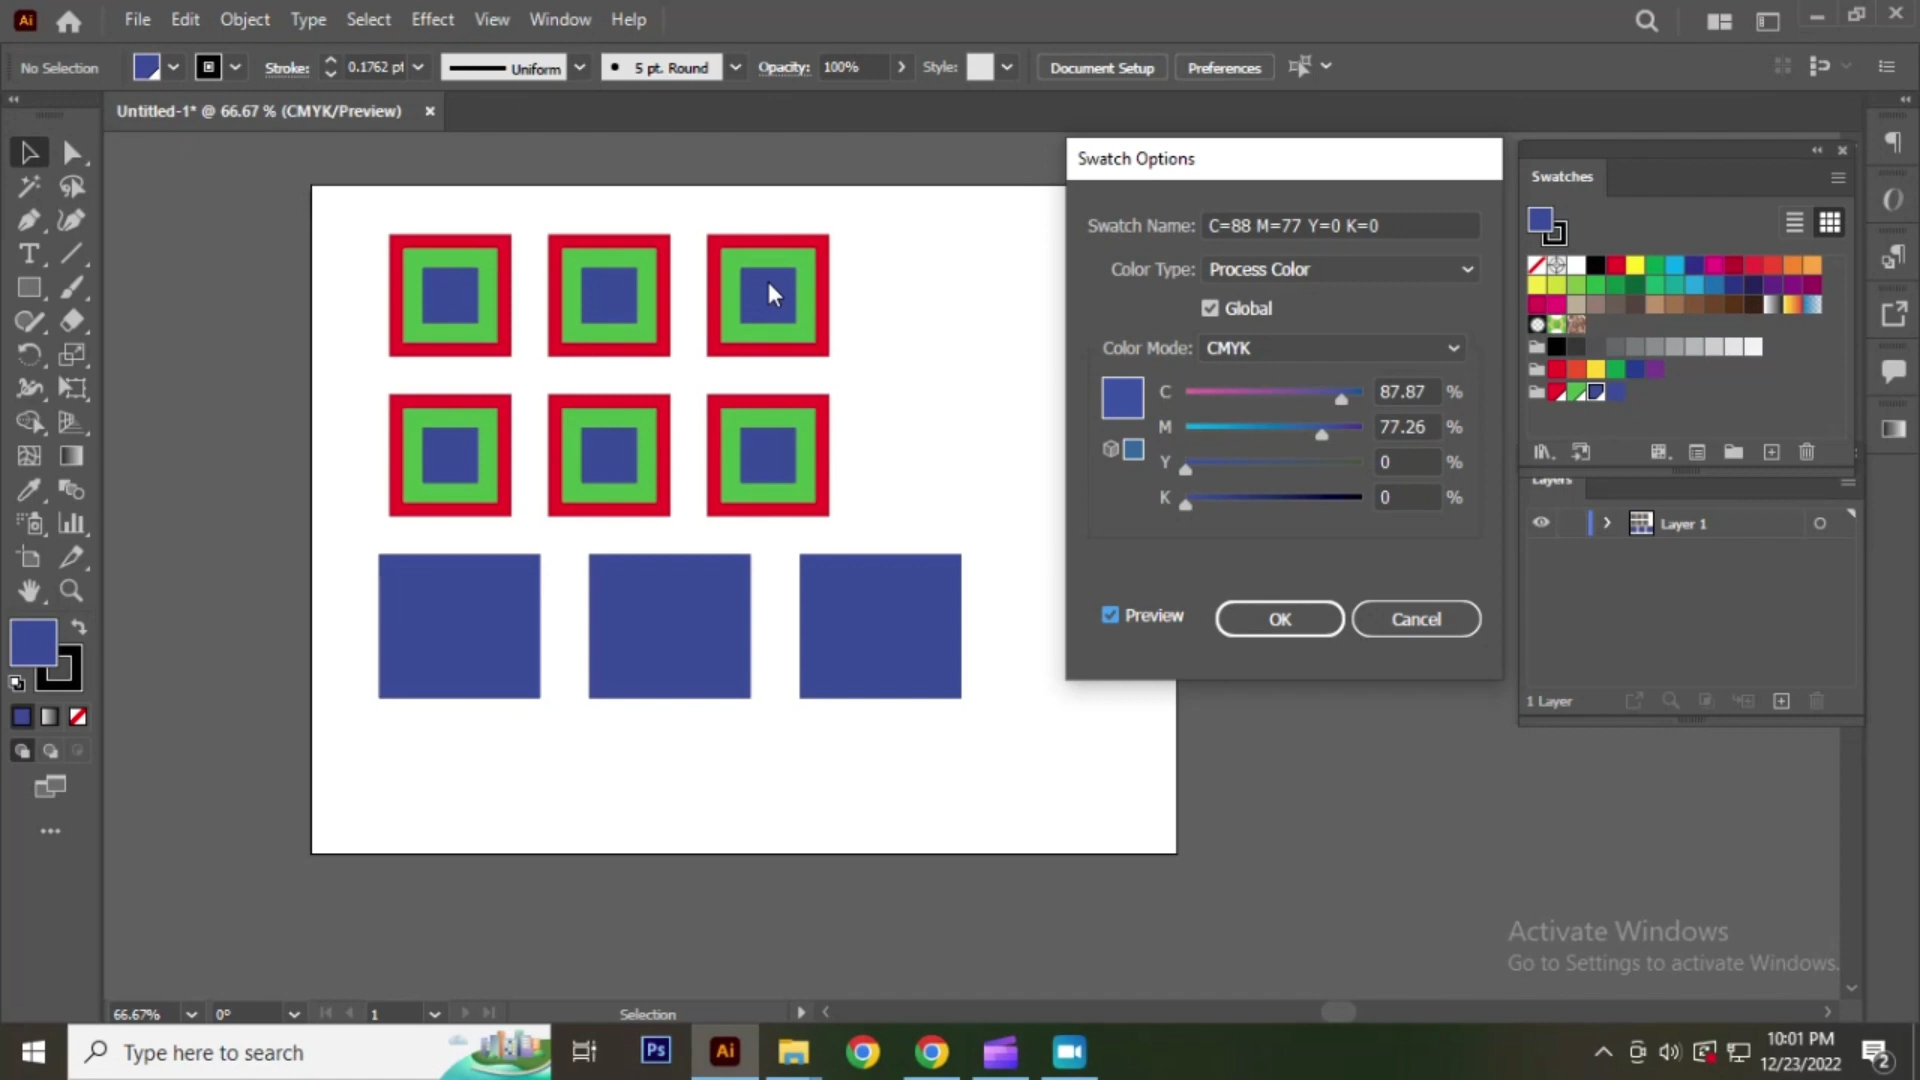 Ai File Edit Object Type Select Effect View Window Help
No Selection Stroke: 0.1762 pt Uniform 5 pt. Round Opacity: 100% Style: Document Setup Preferences
Untitled-1* @ 66.67 % (CMYK/Preview)
Swatch Options
Swatch Name: C=88 M=77 Y=0 K=0
Color Type: Process Color
Global
Color Mode: CMYK
C 87.87 %
M 77.26 %
Y 0 %
K 0 %
Preview OK Cancel
Swatches
Layers
Layer 1
1 Layer
Activate Windows
Go to Settings to activate Windows.
66.67% 0° 1 Selection
Type here to search
Ps Ai
10:01 PM
12/23/2022
2